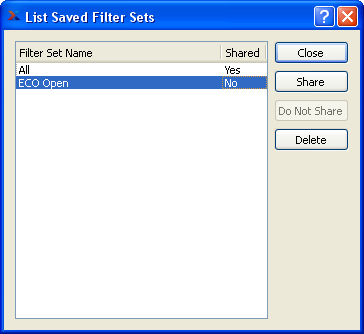 List Saved Filter Sets
Filter Set Name Shared
All Yes
ECO Open No
Close
Share
Do Not Share
Delete